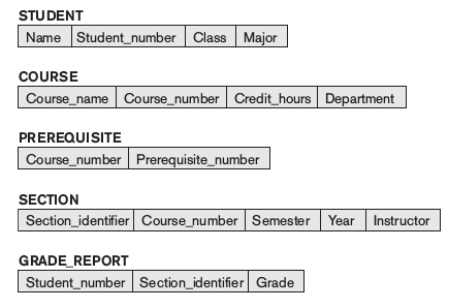 STUDENT
Name Student_number Class Major
COURSE
Course_name Course_number Credit_hours Department
PREREQUISITE
Course_number Prerequisite_number
SECTION
Section_identifier Course_number Semester Year Instructor
GRADE_REPORT
Student_number Section_identifier Grade